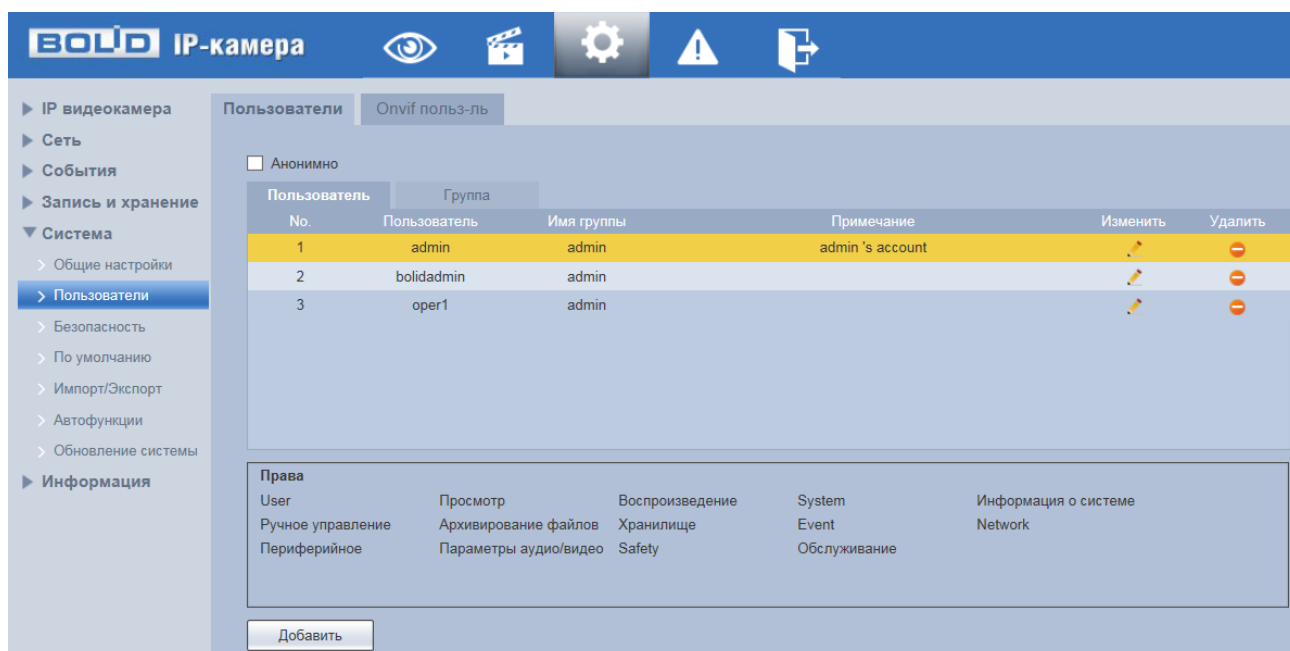 BOLID IP-камера
IP видеокамера
Сеть
События
Запись и хранение
Система
Общие настройки
Пользователи
Безопасность
По умолчанию
Импорт/Экспорт
Автофункции
Обновление системы
Информация
Пользователи Onvif польз-ль
Анонимно
Пользователь Группа
No. Пользователь Имя группы Примечание Изменить Удалить
1 admin admin admin 's account
2 bolidadmin admin
3 oper1 admin
Права
User Просмотр Воспроизведение System Информация о системе
Ручное управление Архивирование файлов Хранилище Event Network
Периферийное Параметры аудио/видео Safety Обслуживание
Добавить